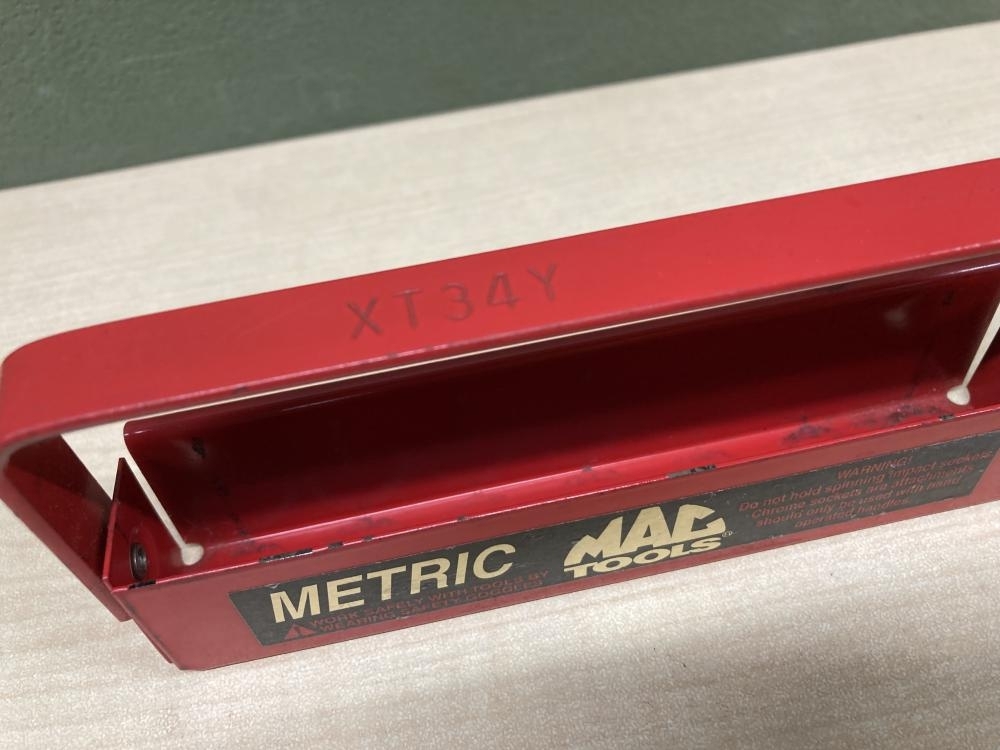 XT34Y
METRIC
WORK SAFELY WITH TOOLS BY
WEARING SAFETY GOGGLES
MAC
TOOLS®
WARNING!
Do not hold spinning impact sockets
Chrome sockets and attachments
should only be used with hand
operated handles.